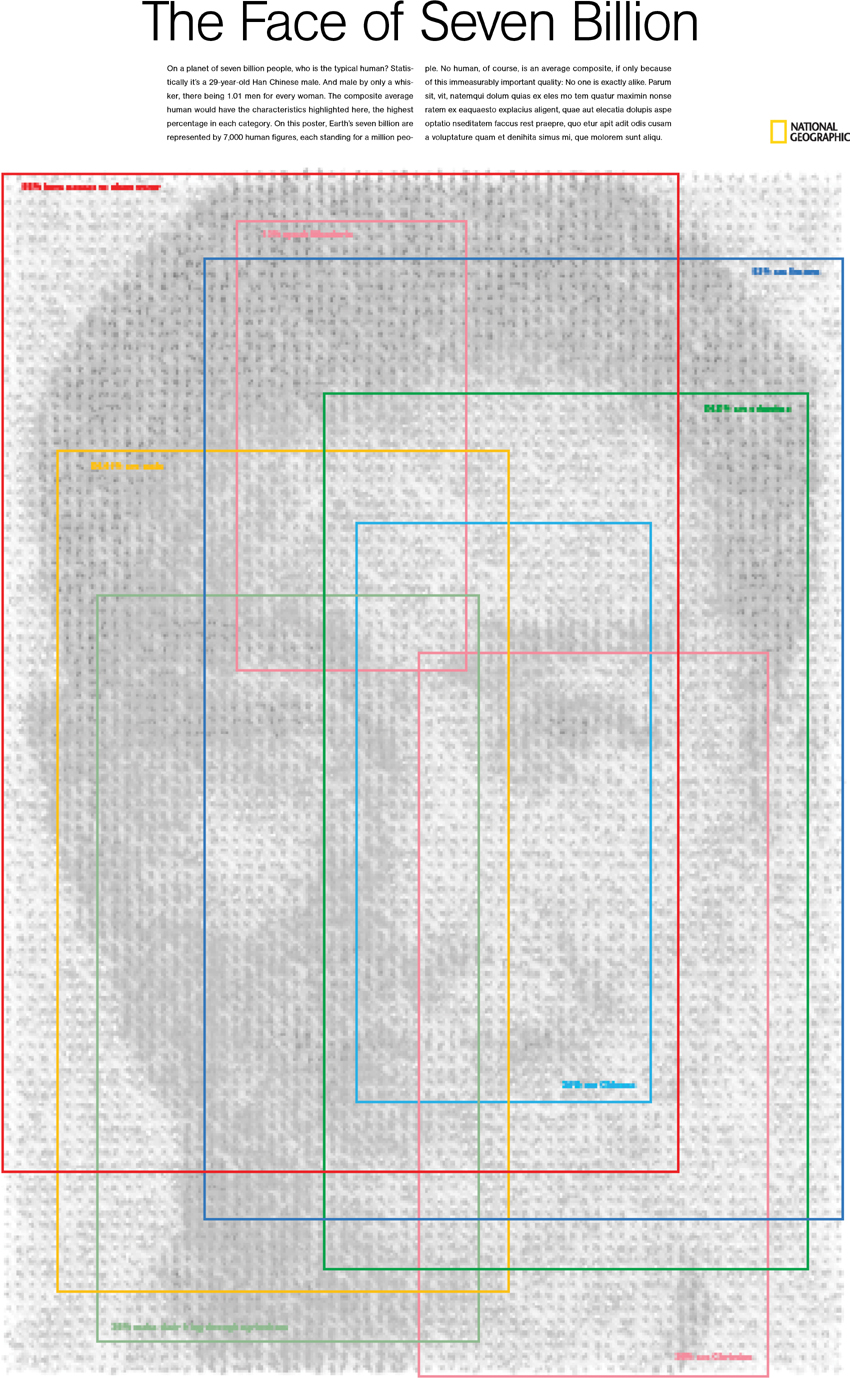 The Face of Seven Billion
On a planet of seven billion people, who is the typical human? Statis-
tically it's a 29-year-old Han Chinese male. And male by only a whis-
ker, there being 1.01 men for every woman. The composite average
human would have the characteristics highlighted here, the highest
percentage in each category. On this poster, Earth's seven billion are
represented by 7,000 human figures, each standing for a million peo-
ple. No human, of course, is an average composite, if only because
of this immeasurably important quality: No one is exactly alike. Parum
sit, vit, natemqui dolum quias ex eles mo tem quatur maximin nonse
ratem ex eaquaesto explacius aligent, quae aut elecatia dolupis aspe
optatio nseditatem faccus rest praepre, quo etur apit adit odis cusam
a voluptature quam et denihita simus mi, que molorem sunt aliqu.
NATIONAL
GEOGRAPHIC
are Chinese
are Christian